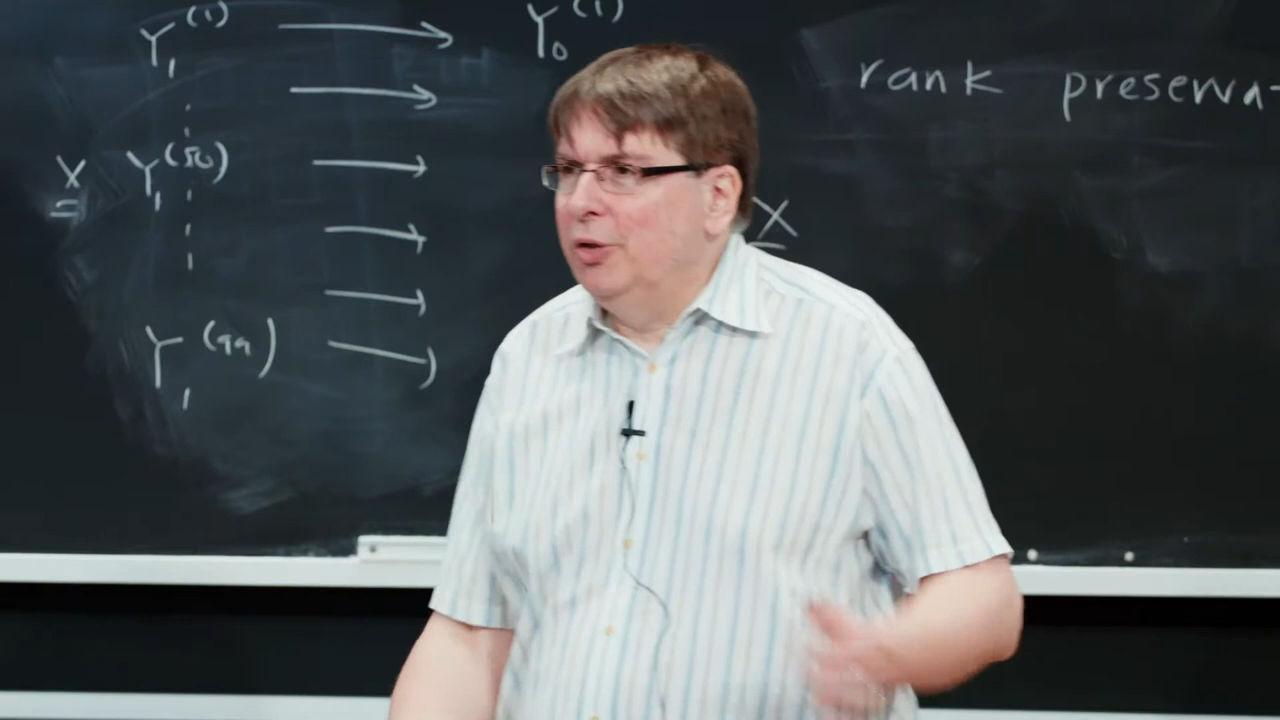 Y₁⁽¹⁾ → Y₀⁽¹⁾
→
rank preserva-
X Y₁⁽⁵⁰⁾ →
X
→
→
Y₁⁽⁹⁹⁾ →